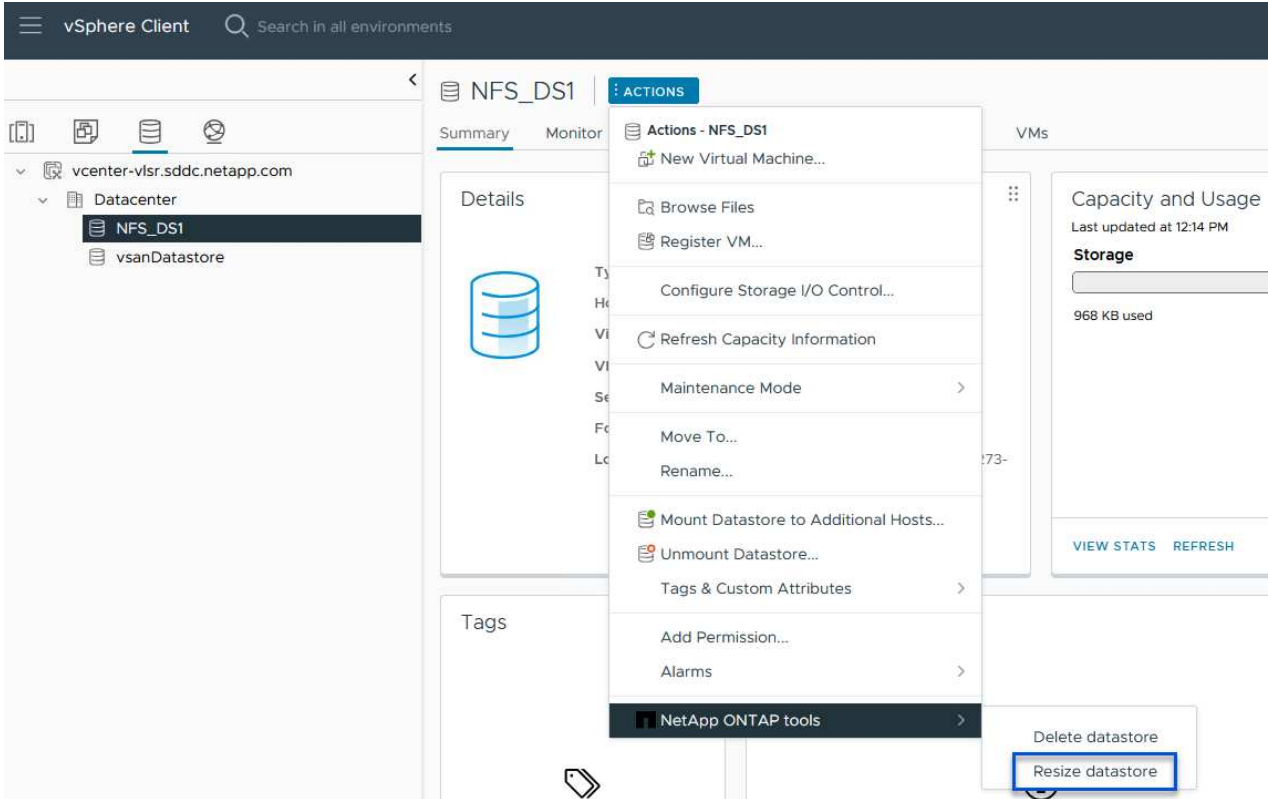 vSphere Client
Search in all environments
NFS_DS1
ACTIONS
Summary
Monitor
VMs
vcenter-vlsr.sddc.netapp.com
Datacenter
NFS_DS1
vsanDatastore
Details
Actions - NFS_DS1
New Virtual Machine...
Browse Files
Register VM...
Configure Storage I/O Control...
Refresh Capacity Information
Maintenance Mode
Move To...
Rename...
273-
Mount Datastore to Additional Hosts...
Unmount Datastore...
Tags & Custom Attributes
Add Permission...
Alarms
NetApp ONTAP tools
Delete datastore
Resize datastore
Capacity and Usage
Last updated at 12:14 PM
Storage
968 KB used
VIEW STATS REFRESH
Tags